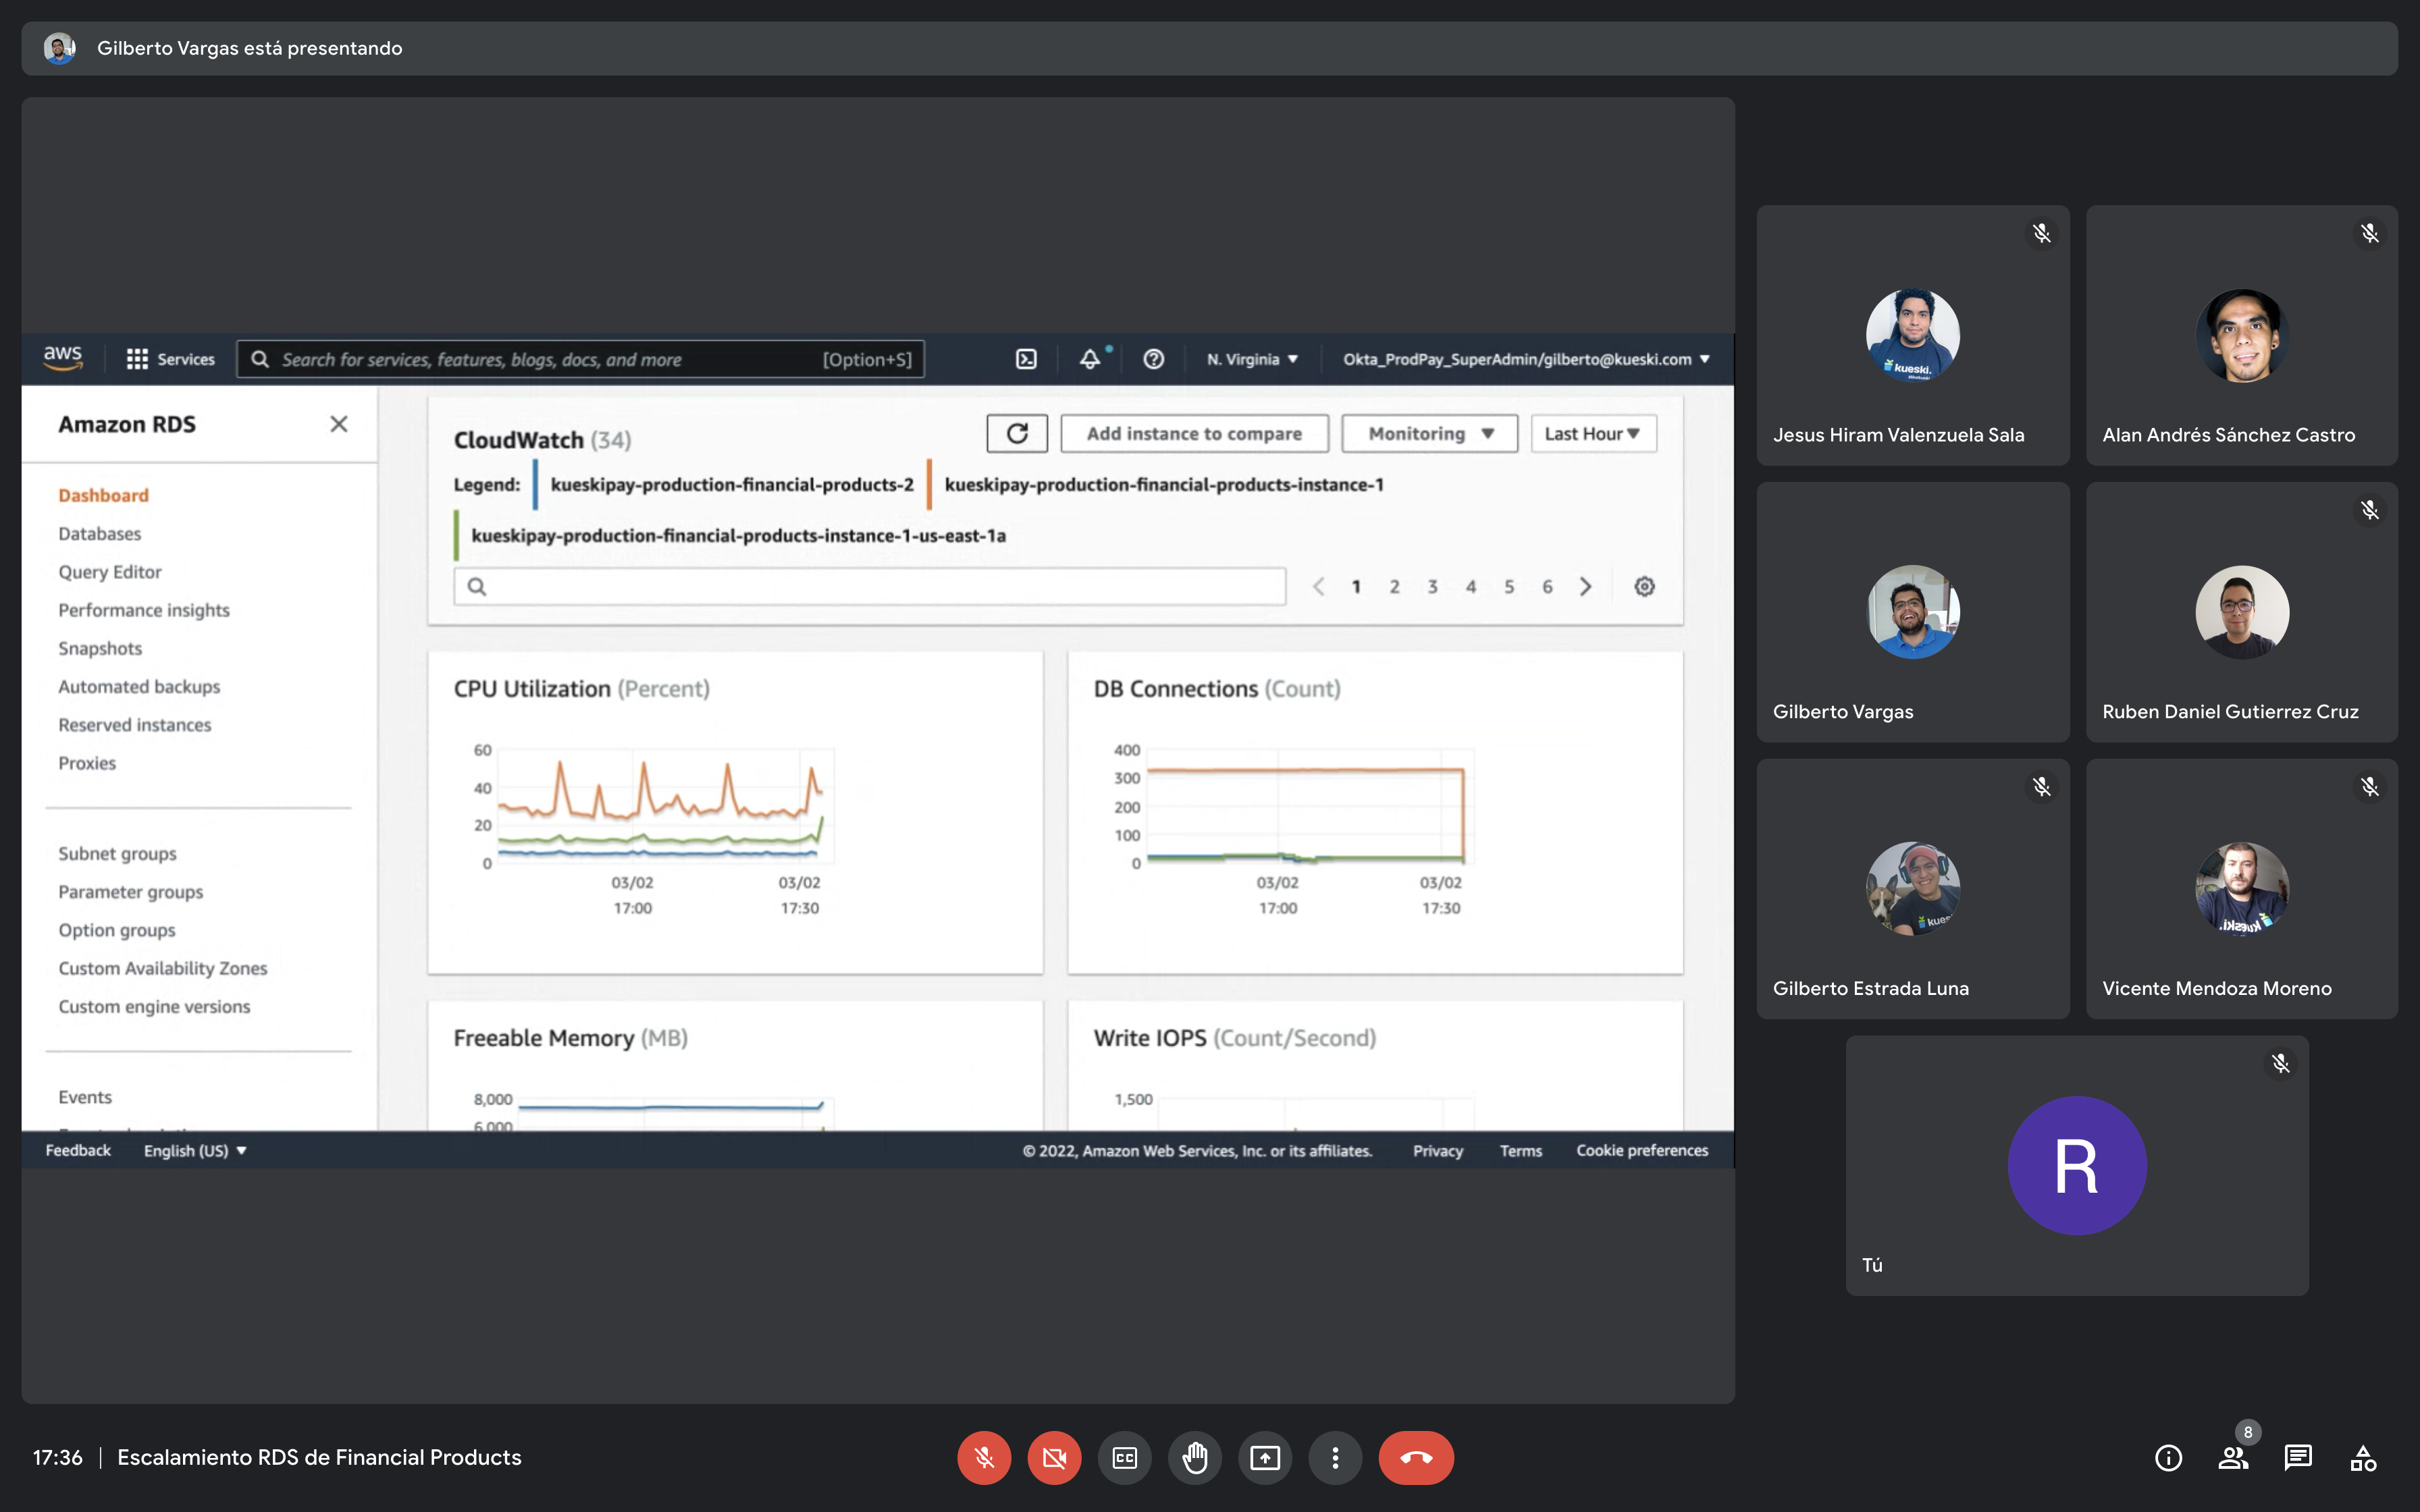 Gilberto Vargas está presentando
aws
Services
Search for services, features, blogs, docs, and more [Option+S]
N. Virginia
Okta_ProdPay_SuperAdmin/gilberto@kueski.com
Amazon RDS
Dashboard
Databases
Query Editor
Performance insights
Snapshots
Automated backups
Reserved instances
Proxies
Subnet groups
Parameter groups
Option groups
Custom Availability Zones
Custom engine versions
Events
CloudWatch (34)
Add instance to compare
Monitoring
Last Hour
Legend: kueskipay-production-financial-products-2 kueskipay-production-financial-products-instance-1
kueskipay-production-financial-products-instance-1-us-east-1a
1 2 3 4 5 6
CPU Utilization (Percent)
60
40
20
0
03/02 03/02
17:00 17:30
DB Connections (Count)
400
300
200
100
0
03/02 03/02
17:00 17:30
Freeable Memory (MB)
8,000
6,000
Write IOPS (Count/Second)
1,500
Feedback
English (US)
© 2022, Amazon Web Services, Inc. or its affiliates.
Privacy
Terms
Cookie preferences
kueski.
Jesus Hiram Valenzuela Sala
Alan Andrés Sánchez Castro
Gilberto Vargas
Ruben Daniel Gutierrez Cruz
Gilberto Estrada Luna
kueski.
Vicente Mendoza Moreno
R
Tú
17:36
Escalamiento RDS de Financial Products
CC
8